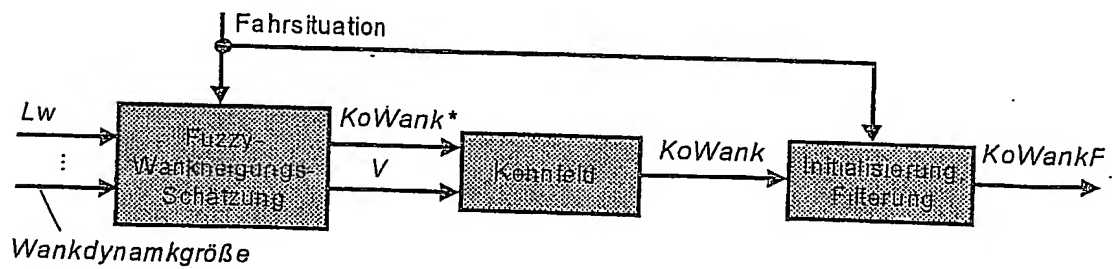 Fahrsituation
Lw
⋮
Wankdynamkgröße
Fuzzy-
Wankneigungs-
Schätzung
KoWank*
V
Kennfeld
KoWank
Initialisierung,
Filterung
KoWankF